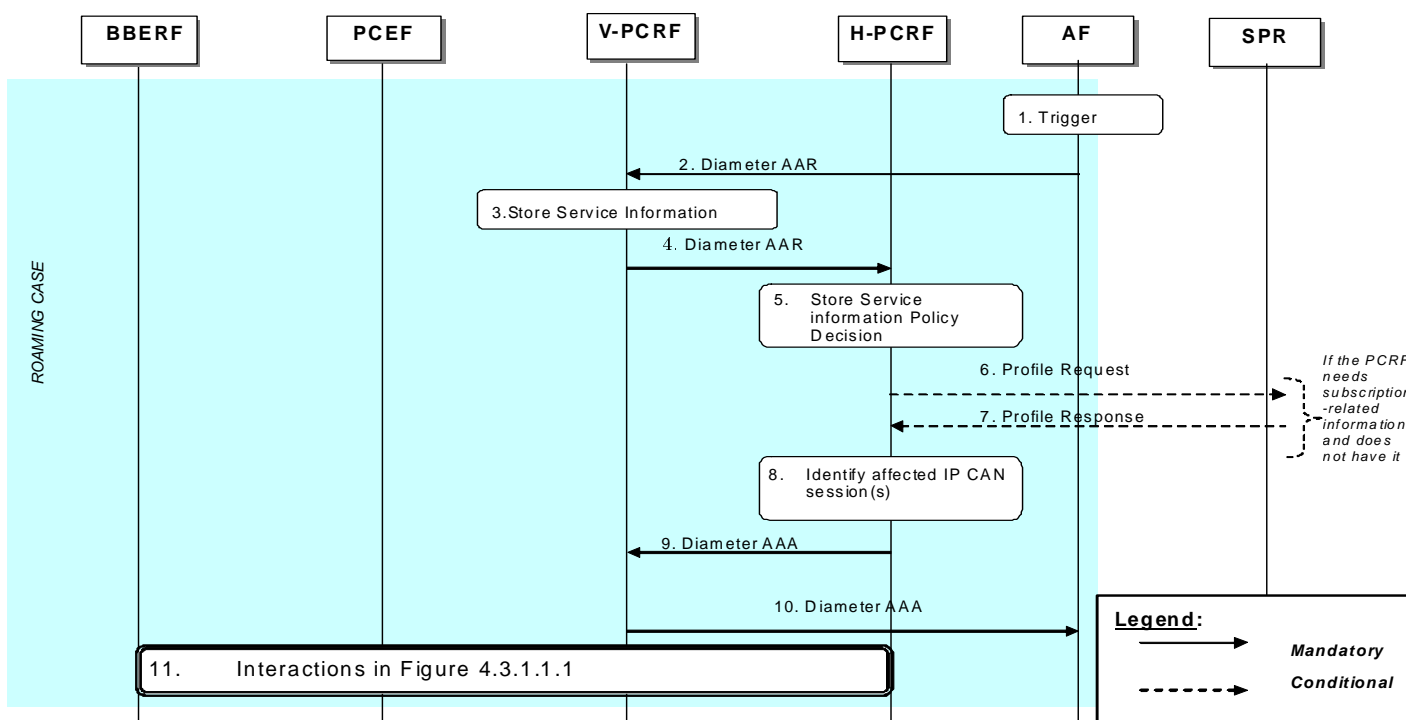 BBERF
PCEF
V-PCRF
H-PCRF
AF
SPR
1. Trigger
2. Diameter AAR
3.Store Service Information
4. Diameter AAR
5. Store Service
information Policy
Decision
ROAMING CASE
6. Profile Request
7. Profile Response
If the PCRF
needs
subscription
-related
information
and does
not have it
8. Identify affected IP CAN
session(s)
9. Diameter AAA
10. Diameter AAA
11. Interactions in Figure 4.3.1.1.1
Legend:
Mandatory
Conditional